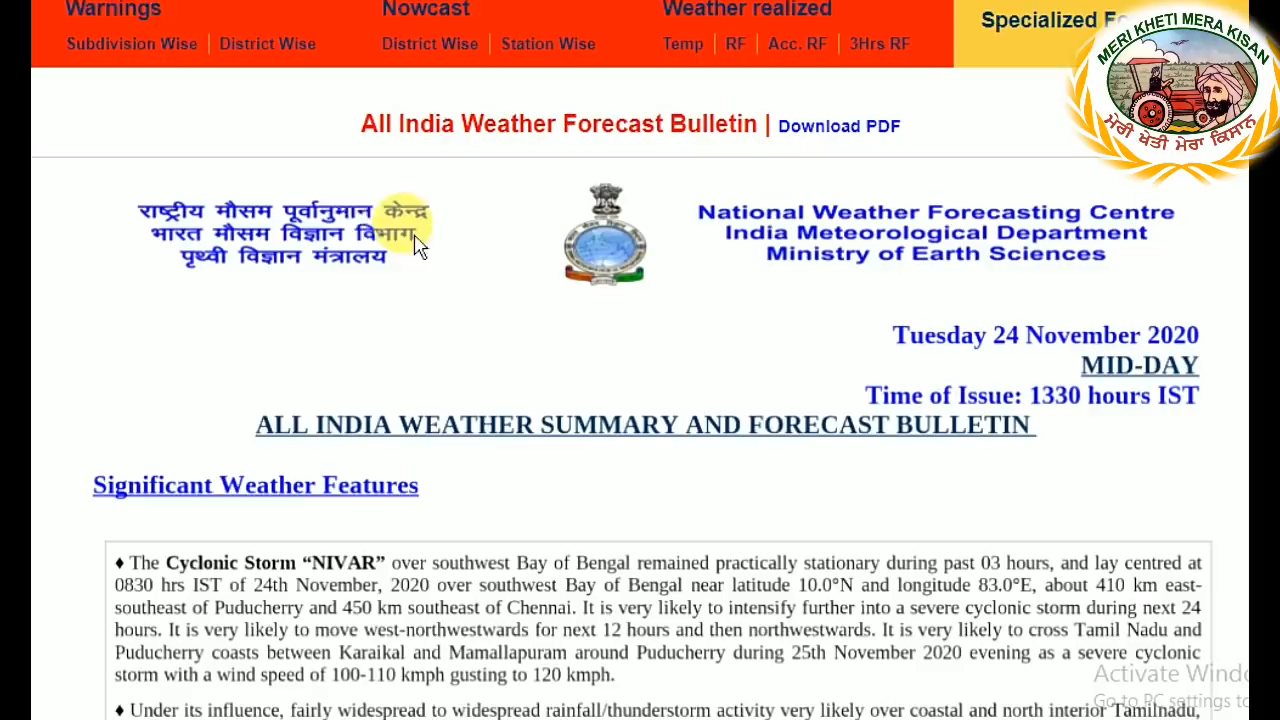 Warnings
Nowcast
Weather realized
Specialized
Subdivision Wise | District Wise
District Wise | Station Wise
Temp | RF | Acc. RF | 3Hrs RF
MERI KHETI MERA KISAN
ਮੇਰੀ ਖੇਤੀ ਮੇਰਾ ਕਿਸਾਨ
All India Weather Forecast Bulletin | Download PDF
राष्ट्रीय मौसम पूर्वानुमान केन्द्र
भारत मौसम विज्ञान विभाग
पृथ्वी विज्ञान मंत्रालय
National Weather Forecasting Centre
India Meteorological Department
Ministry of Earth Sciences
Tuesday 24 November 2020
MID-DAY
Time of Issue: 1330 hours IST
ALL INDIA WEATHER SUMMARY AND FORECAST BULLETIN
Significant Weather Features
♦ The Cyclonic Storm “NIVAR” over southwest Bay of Bengal remained practically stationary during past 03 hours, and lay centred at
0830 hrs IST of 24th November, 2020 over southwest Bay of Bengal near latitude 10.0°N and longitude 83.0°E, about 410 km east-
southeast of Puducherry and 450 km southeast of Chennai. It is very likely to intensify further into a severe cyclonic storm during next 24
hours. It is very likely to move west-northwestwards for next 12 hours and then northwestwards. It is very likely to cross Tamil Nadu and
Puducherry coasts between Karaikal and Mamallapuram around Puducherry during 25th November 2020 evening as a severe cyclonic
storm with a wind speed of 100-110 kmph gusting to 120 kmph.
♦ Under its influence, fairly widespread to widespread rainfall/thunderstorm activity very likely over coastal and north interior Tamilnadu,
Activate Windo
Go to PC settings to